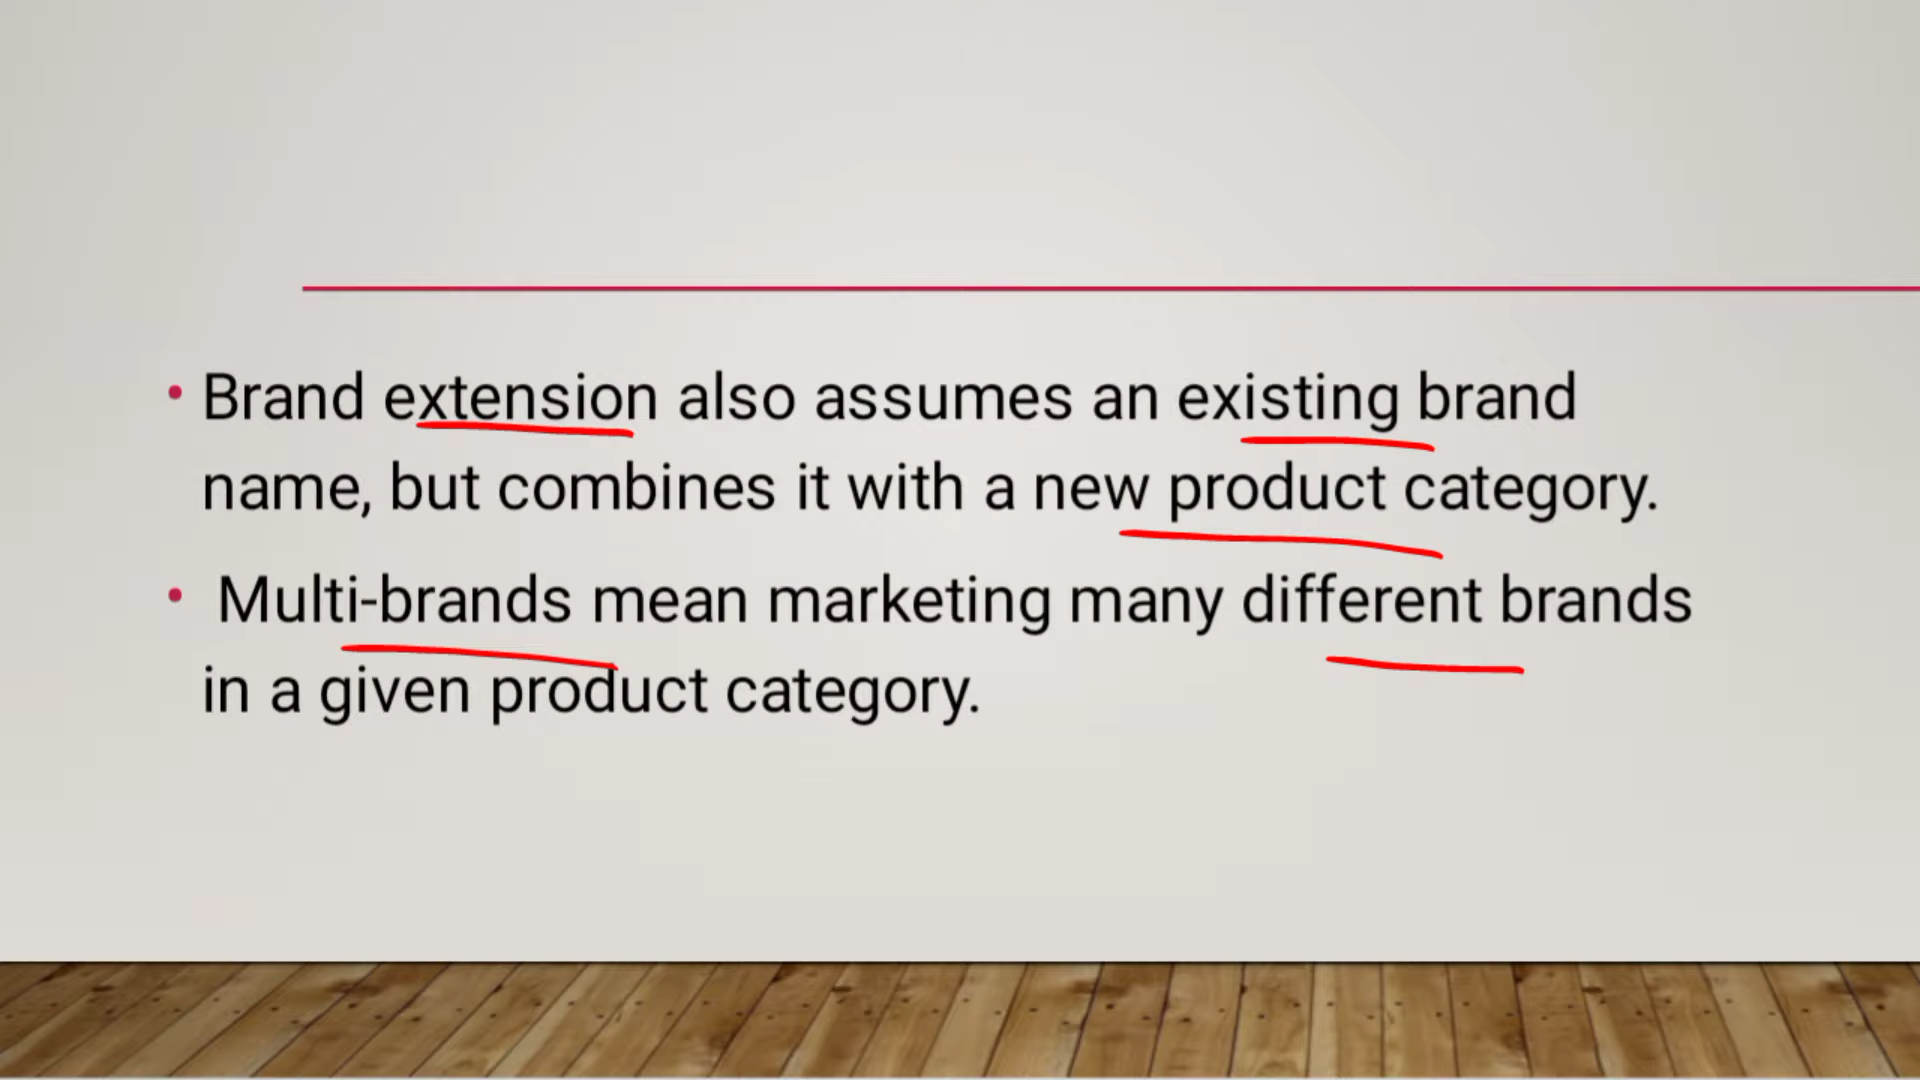 • Brand extension also assumes an existing brand
name, but combines it with a new product category.
• Multi-brands mean marketing many different brands
in a given product category.